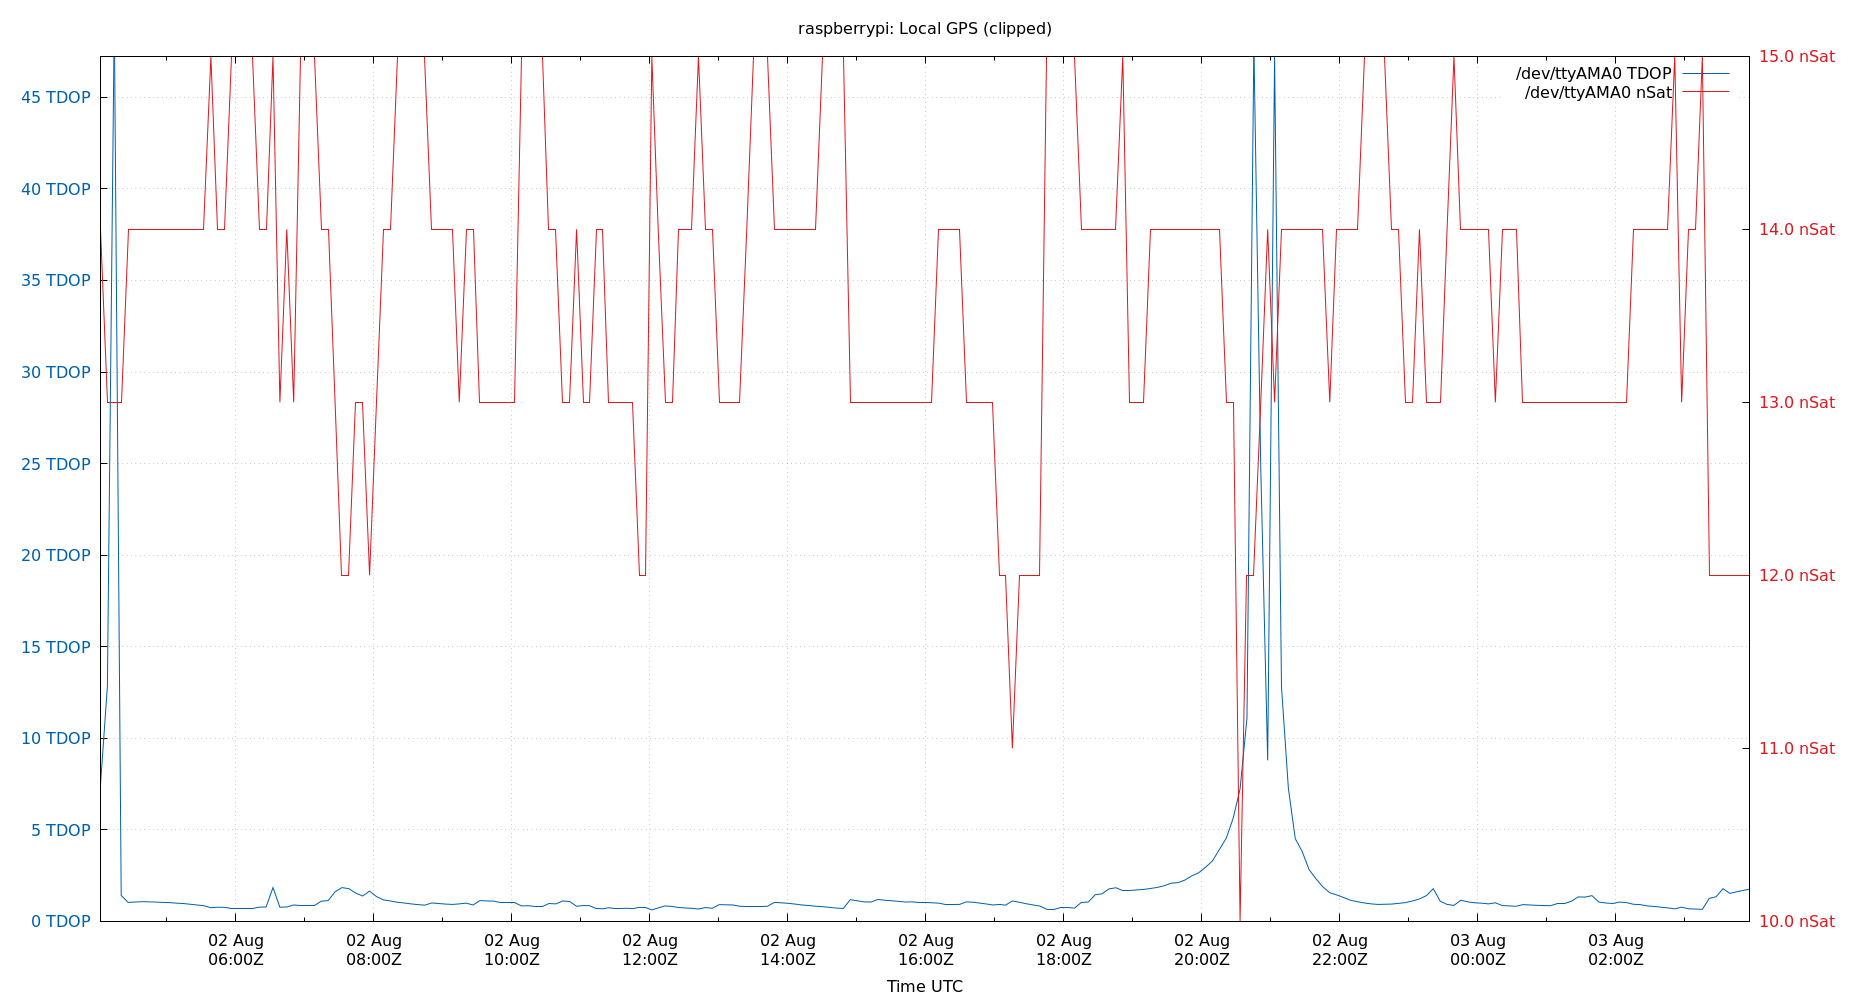 raspberrypi: Local GPS (clipped)
/dev/ttyAMA0 TDOP
/dev/ttyAMA0 nSat
45 TDOP
40 TDOP
35 TDOP
30 TDOP
25 TDOP
20 TDOP
15 TDOP
10 TDOP
5 TDOP
0 TDOP
15.0 nSat
14.0 nSat
13.0 nSat
12.0 nSat
11.0 nSat
10.0 nSat
02 Aug
06:00Z
02 Aug
08:00Z
02 Aug
10:00Z
02 Aug
12:00Z
02 Aug
14:00Z
02 Aug
16:00Z
02 Aug
18:00Z
02 Aug
20:00Z
02 Aug
22:00Z
03 Aug
00:00Z
03 Aug
02:00Z
Time UTC